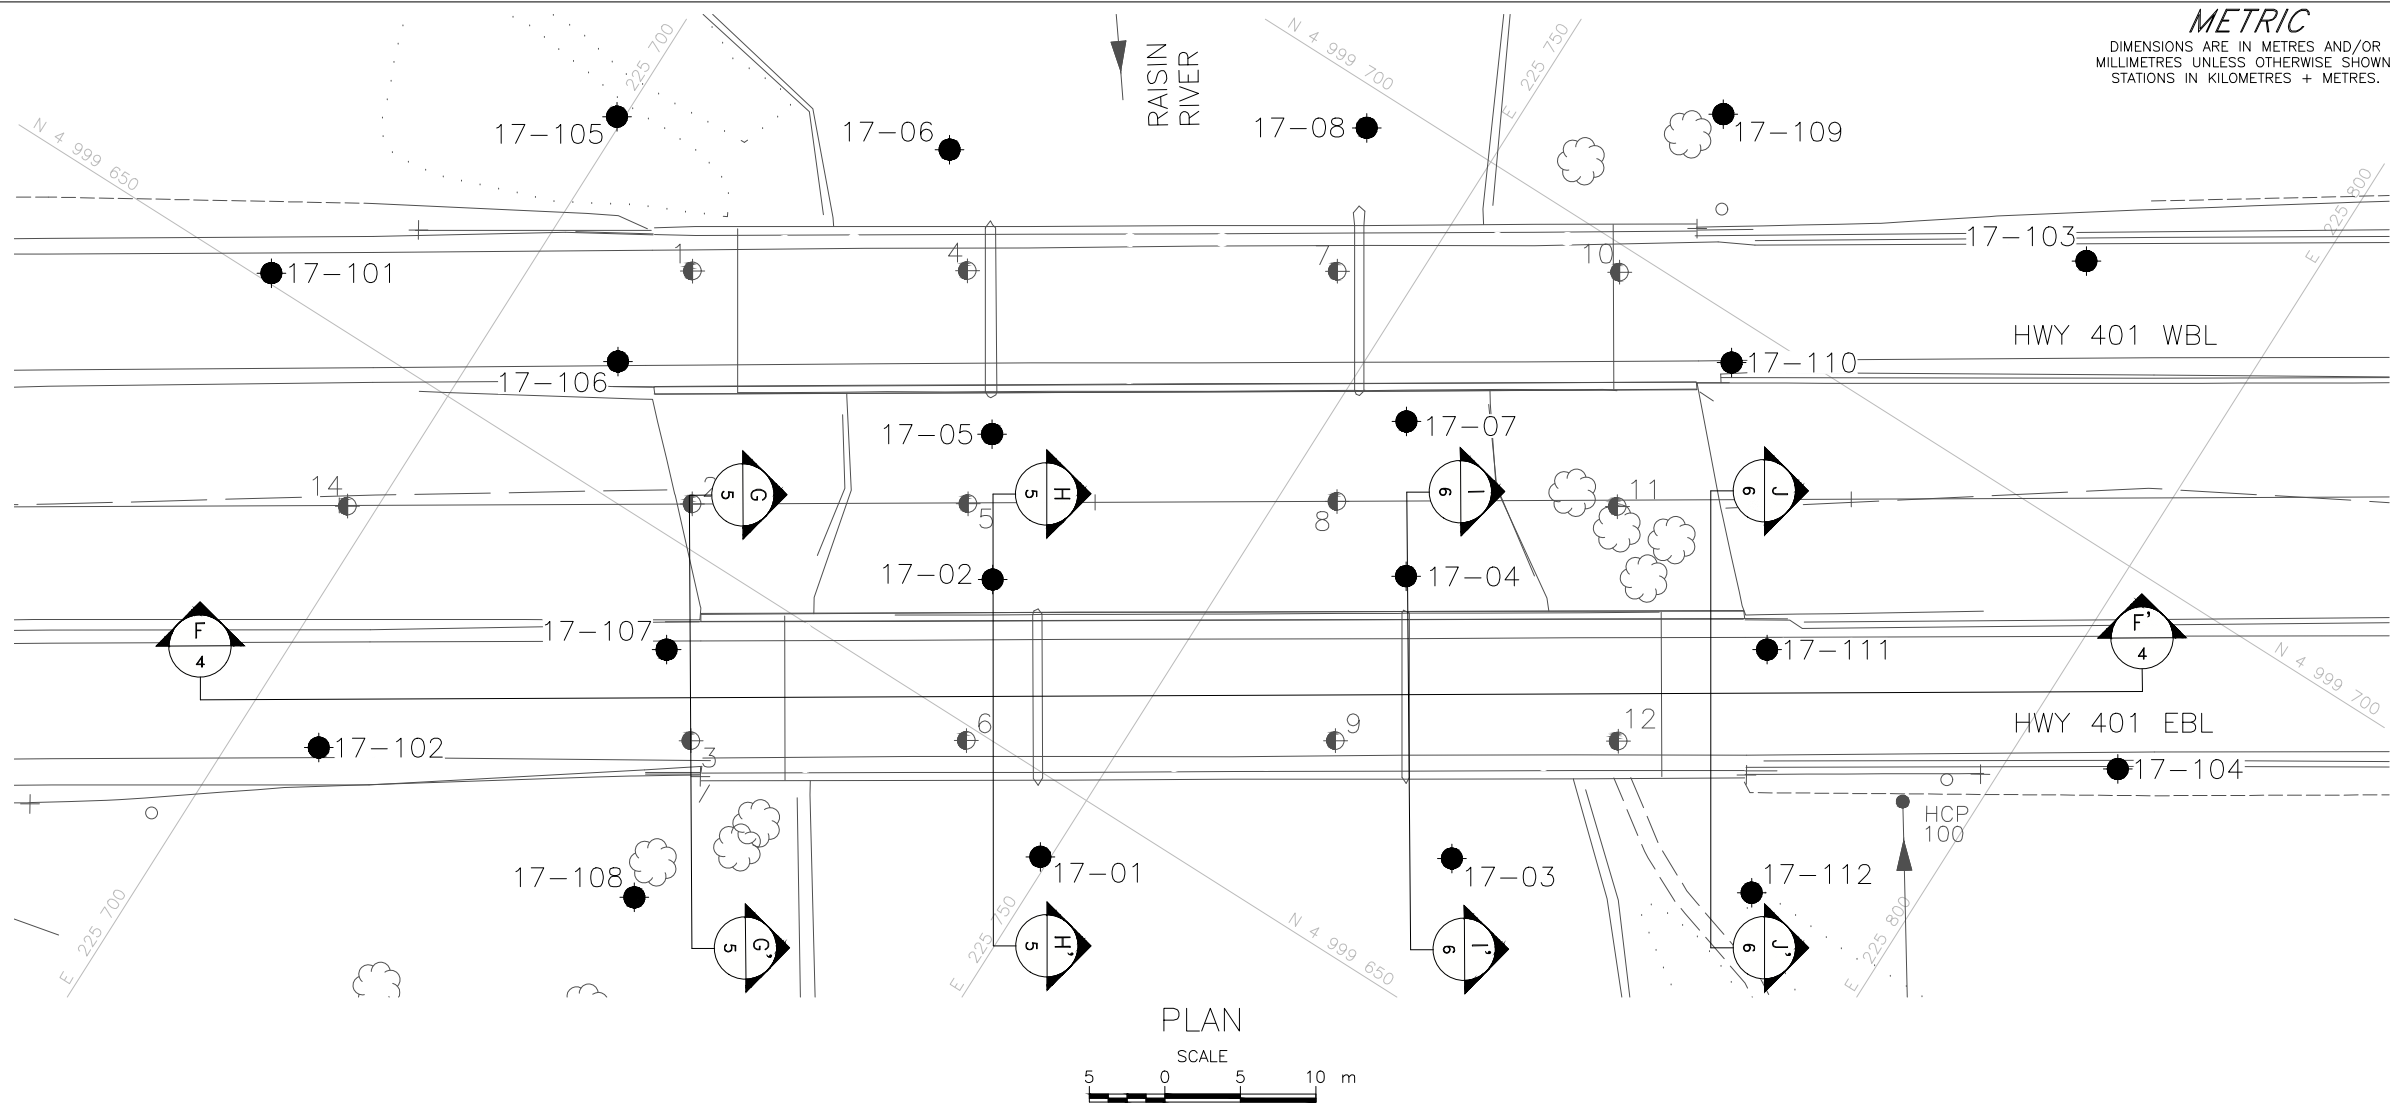 METRIC
DIMENSIONS ARE IN METRES AND/OR
MILLIMETRES UNLESS OTHERWISE SHOWN
STATIONS IN KILOMETRES + METRES.
N 4 999 650
E 225 700
RAISIN
RIVER
N 4 999 700
E 225 750
E 225 800
17-105
17-06
17-08
17-109
17-101
1
4
7
10
17-103
HWY 401 WBL
17-106
17-110
17-05
17-07
14
2
G
5
5
H
5
8
I
6
11
J
6
17-02
17-04
F
4
17-107
17-111
F'
4
N 4 999 700
HWY 401 EBL
17-102
3
6
9
12
17-104
HCP
100
17-108
17-01
17-03
17-112
E 225 700
G'
5
E 225 750
H'
5
N 4 999 650
I'
6
J'
6
E 225 800
PLAN
SCALE
5 0 5 10 m